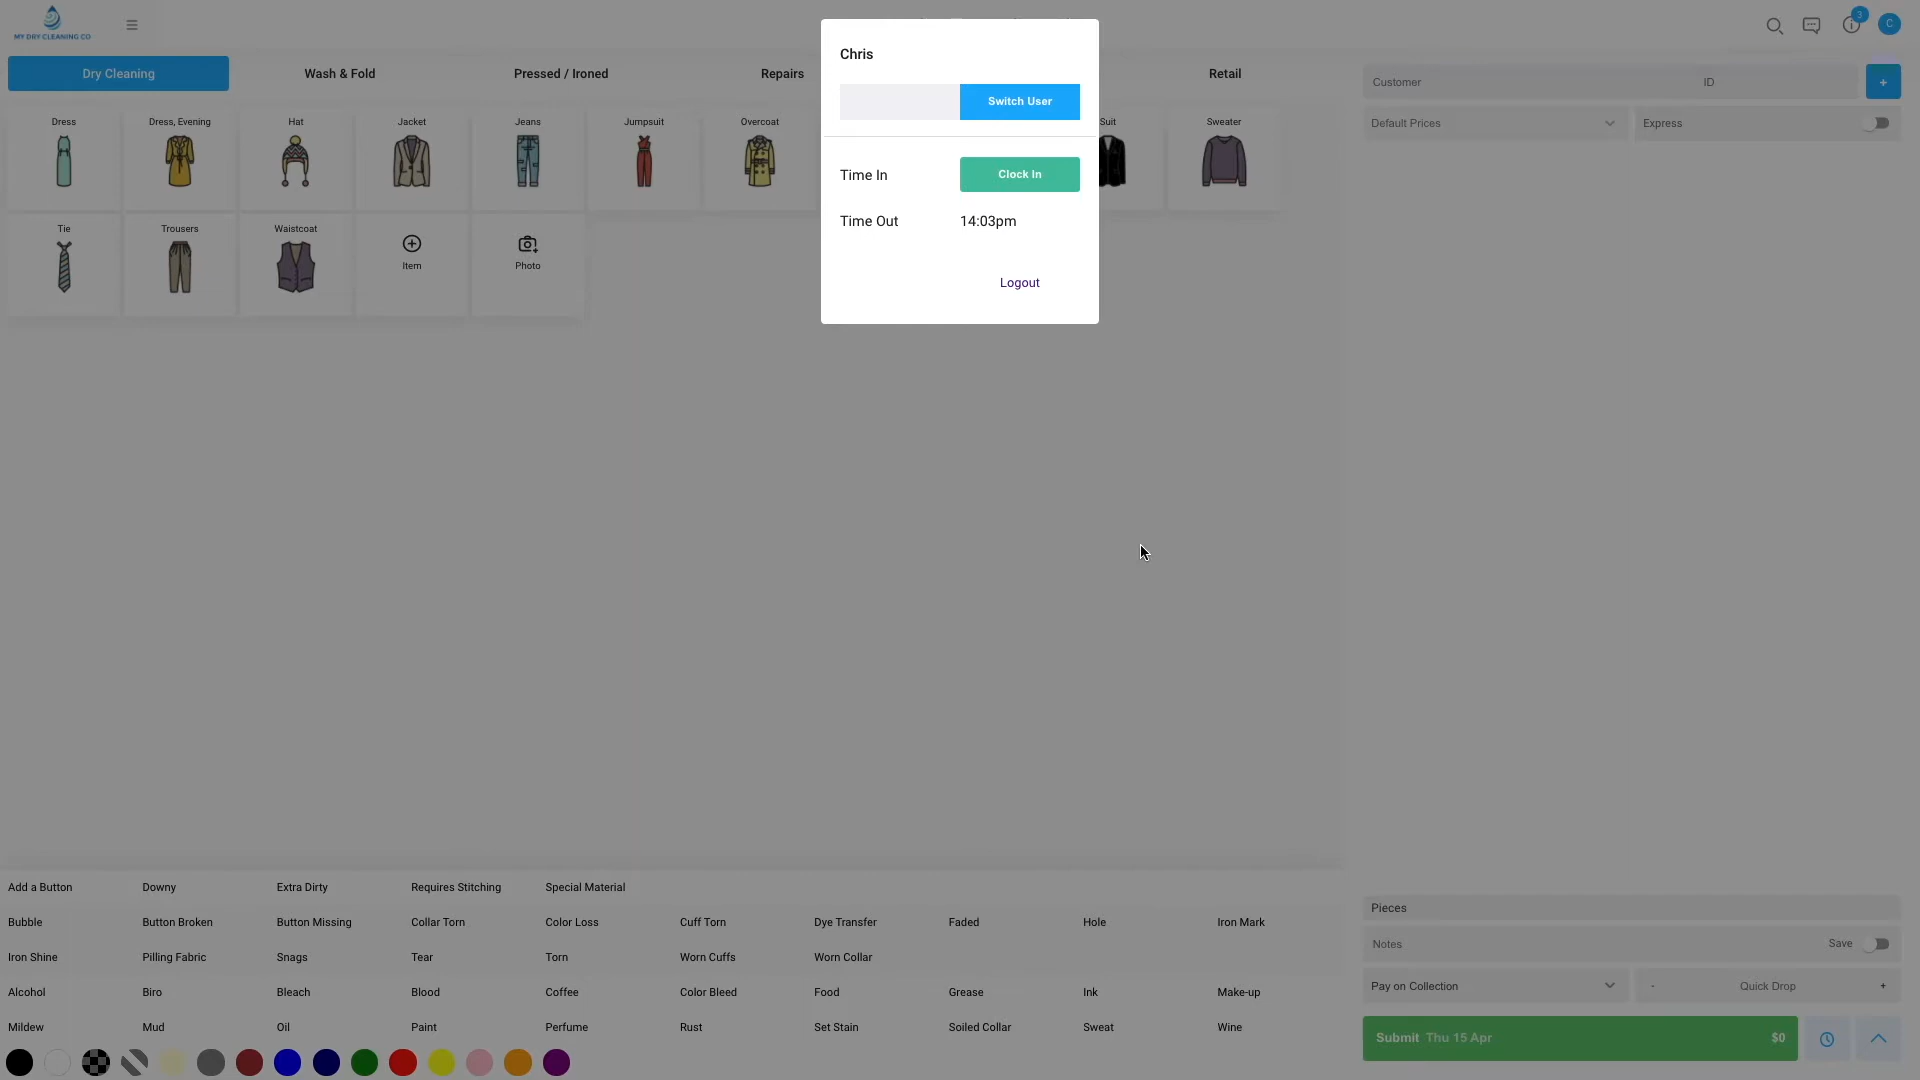 MY DRY CLEANING CO
3
C
Dry Cleaning
Wash & Fold
Pressed / Ironed
Repairs
Retail
Dress
Dress, Evening
Hat
Jacket
Jeans
Jumpsuit
Overcoat
Suit
Sweater
Tie
Trousers
Waistcoat
Item
Photo
Chris
Switch User
Time In
Clock In
Time Out
14:03pm
Logout
Customer
ID
+
Default Prices
Express
Add a Button
Downy
Extra Dirty
Requires Stitching
Special Material
Bubble
Button Broken
Button Missing
Collar Torn
Color Loss
Cuff Torn
Dye Transfer
Faded
Hole
Iron Mark
Iron Shine
Pilling Fabric
Snags
Tear
Torn
Worn Cuffs
Worn Collar
Alcohol
Biro
Bleach
Blood
Coffee
Color Bleed
Food
Grease
Ink
Make-up
Mildew
Mud
Oil
Paint
Perfume
Rust
Set Stain
Soiled Collar
Sweat
Wine
Pieces
Notes
Save
Pay on Collection
-
Quick Drop
+
Submit Thu 15 Apr
$0